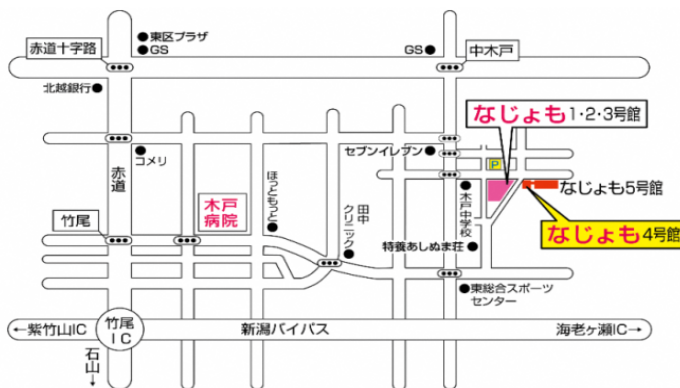 赤道十字路
●東区プラザ
●GS
GS●
中木戸
北越銀行●
なじょも1・2・3号館
コメリ
セブンイレブン●
P
赤道
木戸
病院
ほっともっと
田中
クリニック
木戸中学校
なじょも5号館
竹尾
なじょも4号館
特養あしぬま荘
●東総合スポーツ
センター
←紫竹山IC
竹尾
IC
新潟バイパス
海老ヶ瀬IC→
石山→